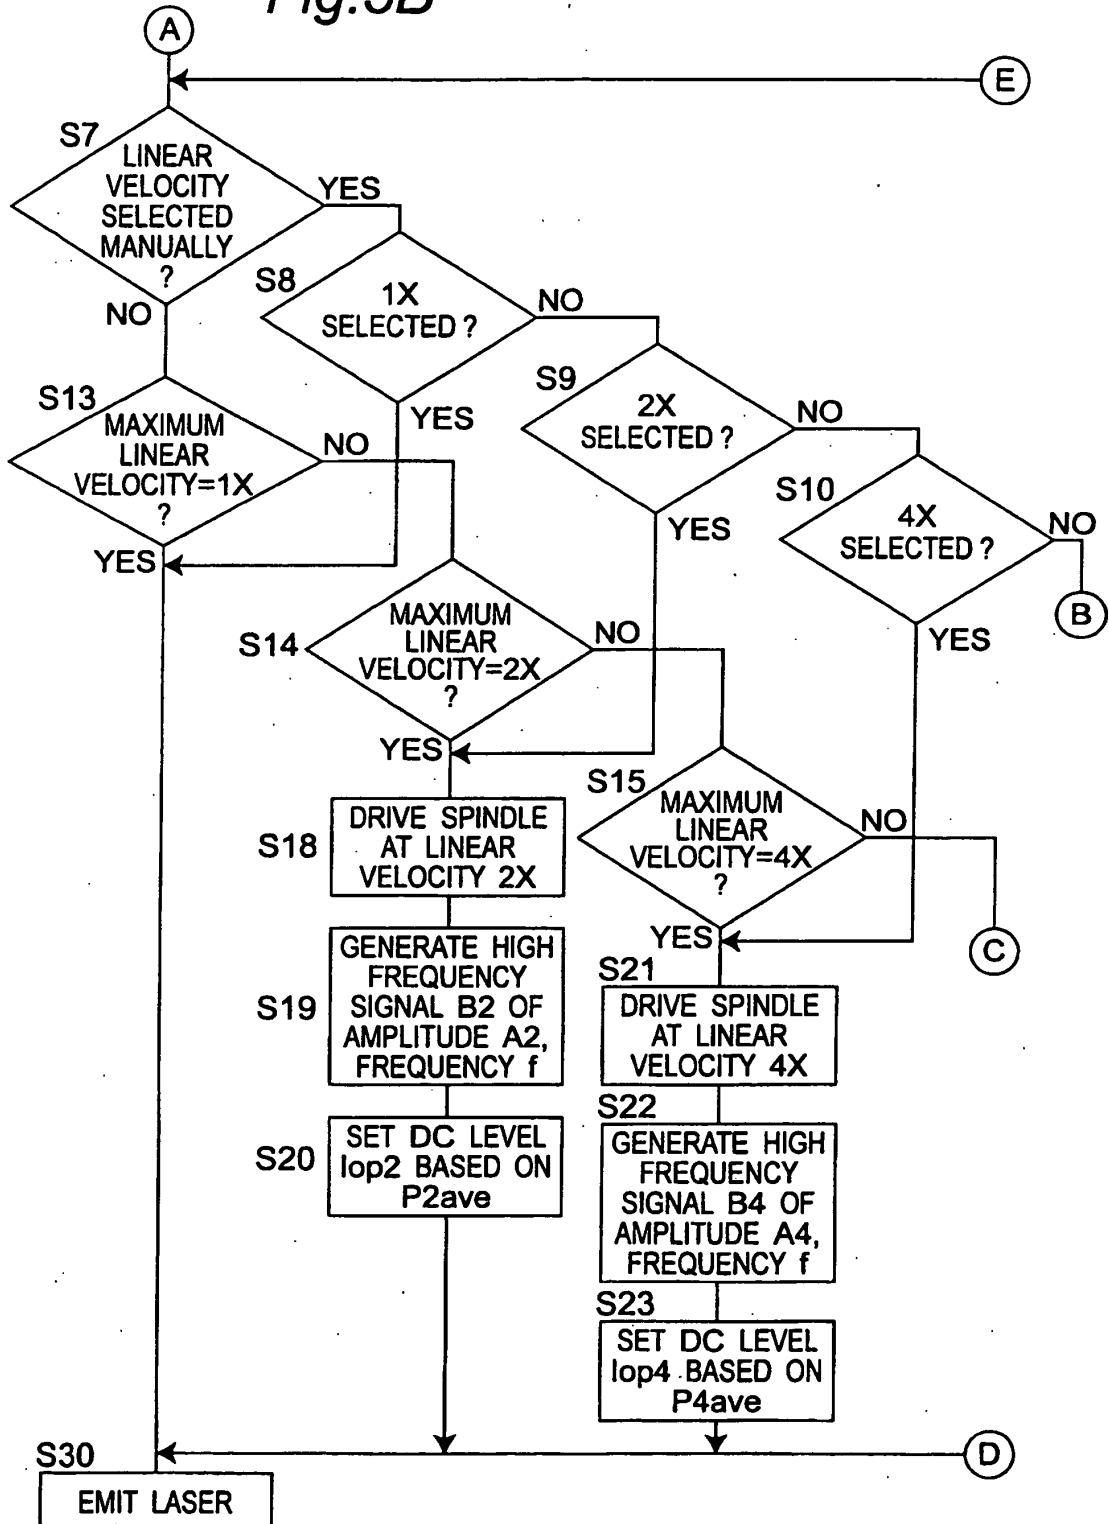 Fig.5B
A
E
S7
LINEAR
VELOCITY
SELECTED
MANUALLY
?
YES
NO
S8
1X
SELECTED ?
NO
YES
S9
2X
SELECTED ?
NO
YES
S10
4X
SELECTED ?
NO
YES
B
S13
MAXIMUM
LINEAR
VELOCITY=1X
?
NO
YES
S14
MAXIMUM
LINEAR
VELOCITY=2X
?
NO
YES
S15
MAXIMUM
LINEAR
VELOCITY=4X
?
NO
YES
C
S18
DRIVE SPINDLE
AT LINEAR
VELOCITY 2X
S19
GENERATE HIGH
FREQUENCY
SIGNAL B2 OF
AMPLITUDE A2,
FREQUENCY f
S20
SET DC LEVEL
Iop2 BASED ON
P2ave
S21
DRIVE SPINDLE
AT LINEAR
VELOCITY 4X
S22
GENERATE HIGH
FREQUENCY
SIGNAL B4 OF
AMPLITUDE A4,
FREQUENCY f
S23
SET DC LEVEL
Iop4 BASED ON
P4ave
D
S30
EMIT LASER